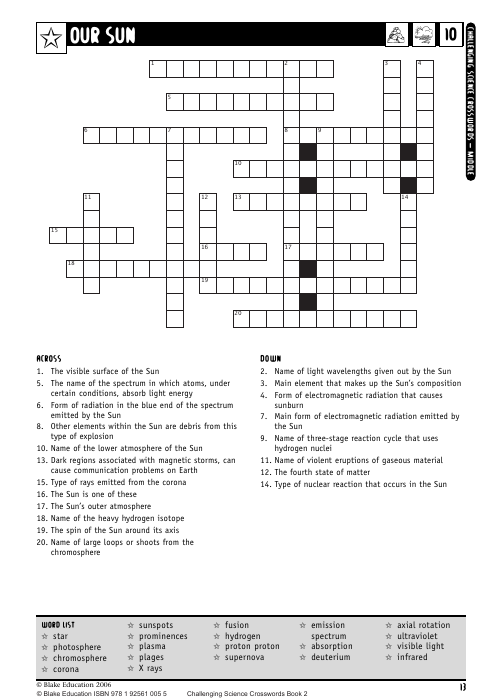 OUR SUN
10
CHALLENGING SCIENCE CROSSWORDS – MIDDLE
1
2
3
4
5
6
7
8
9
10
11
12
13
14
15
16
17
18
19
20
ACROSS
1. The visible surface of the Sun
5. The name of the spectrum in which atoms, under
certain conditions, absorb light energy
6. Form of radiation in the blue end of the spectrum
emitted by the Sun
8. Other elements within the Sun are debris from this
type of explosion
10. Name of the lower atmosphere of the Sun
13. Dark regions associated with magnetic storms, can
cause communication problems on Earth
15. Type of rays emitted from the corona
16. The Sun is one of these
17. The Sun's outer atmosphere
18. Name of the heavy hydrogen isotope
19. The spin of the Sun around its axis
20. Name of large loops or shoots from the
chromosphere
DOWN
2. Name of light wavelengths given out by the Sun
3. Main element that makes up the Sun's composition
4. Form of electromagnetic radiation that causes
sunburn
7. Main form of electromagnetic radiation emitted by
the Sun
9. Name of three-stage reaction cycle that uses
hydrogen nuclei
11. Name of violent eruptions of gaseous material
12. The fourth state of matter
14. Type of nuclear reaction that occurs in the Sun
WORD LIST
☆ star
☆ photosphere
☆ chromosphere
☆ corona
☆ sunspots
☆ prominences
☆ plasma
☆ plages
☆ X rays
☆ fusion
☆ hydrogen
☆ proton proton
☆ supernova
☆ emission
spectrum
☆ absorption
☆ deuterium
☆ axial rotation
☆ ultraviolet
☆ visible light
☆ infrared
© Blake Education 2006
13
© Blake Education ISBN 978 1 92561 005 5 Challenging Science Crosswords Book 2